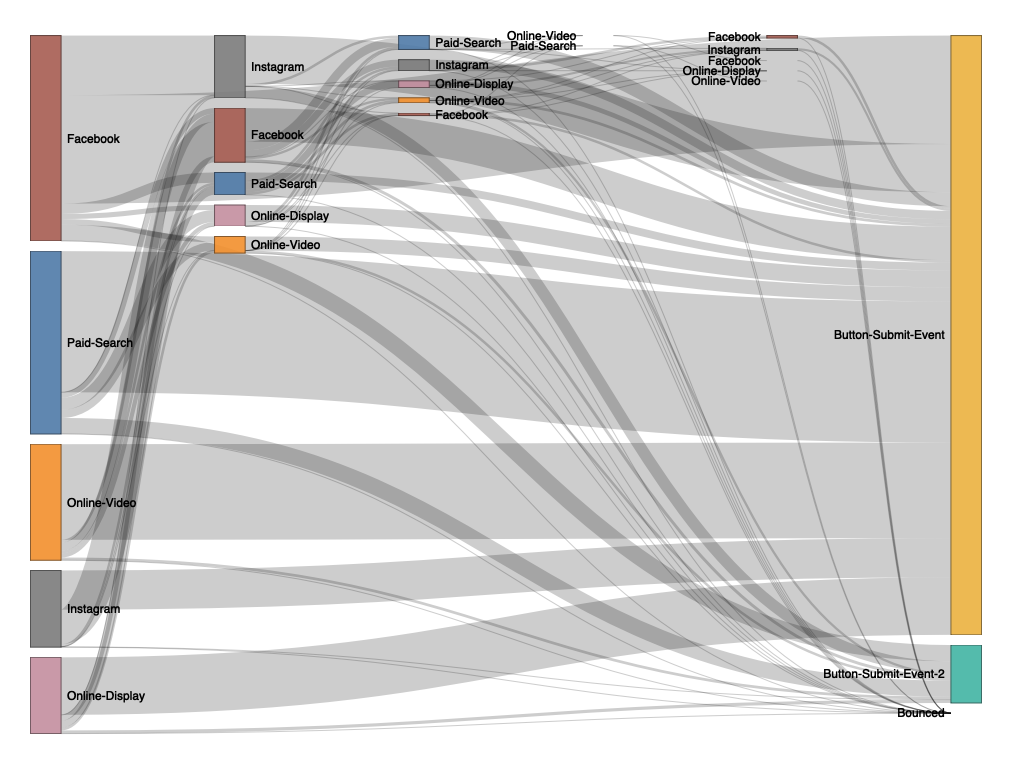 Facebook
Paid-Search
Online-Video
Instagram
Online-Display
Instagram
Facebook
Paid-Search
Online-Display
Online-Video
Paid-Search
Instagram
Online-Display
Online-Video
Facebook
Online-Video
Paid-Search
Facebook
Instagram
Facebook
Online-Display
Online-Video
Button-Submit-Event
Button-Submit-Event-2
Bounced